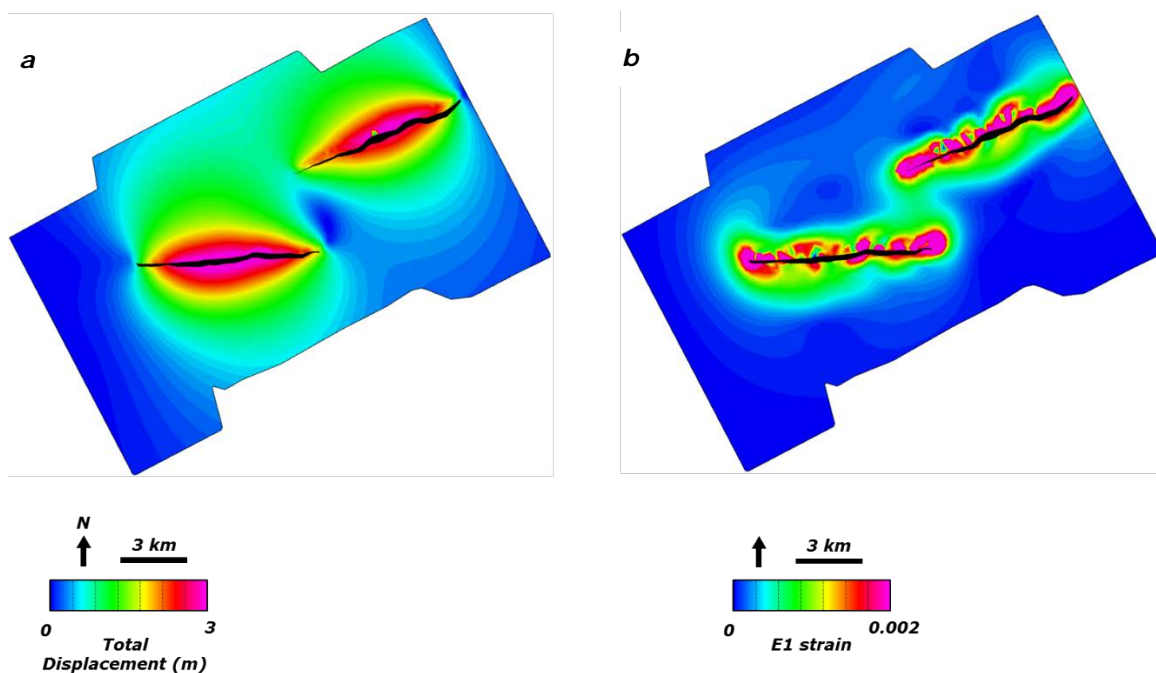 a
b
N
3 km
0
3
Total
Displacement (m)
3 km
0
0.002
E1 strain